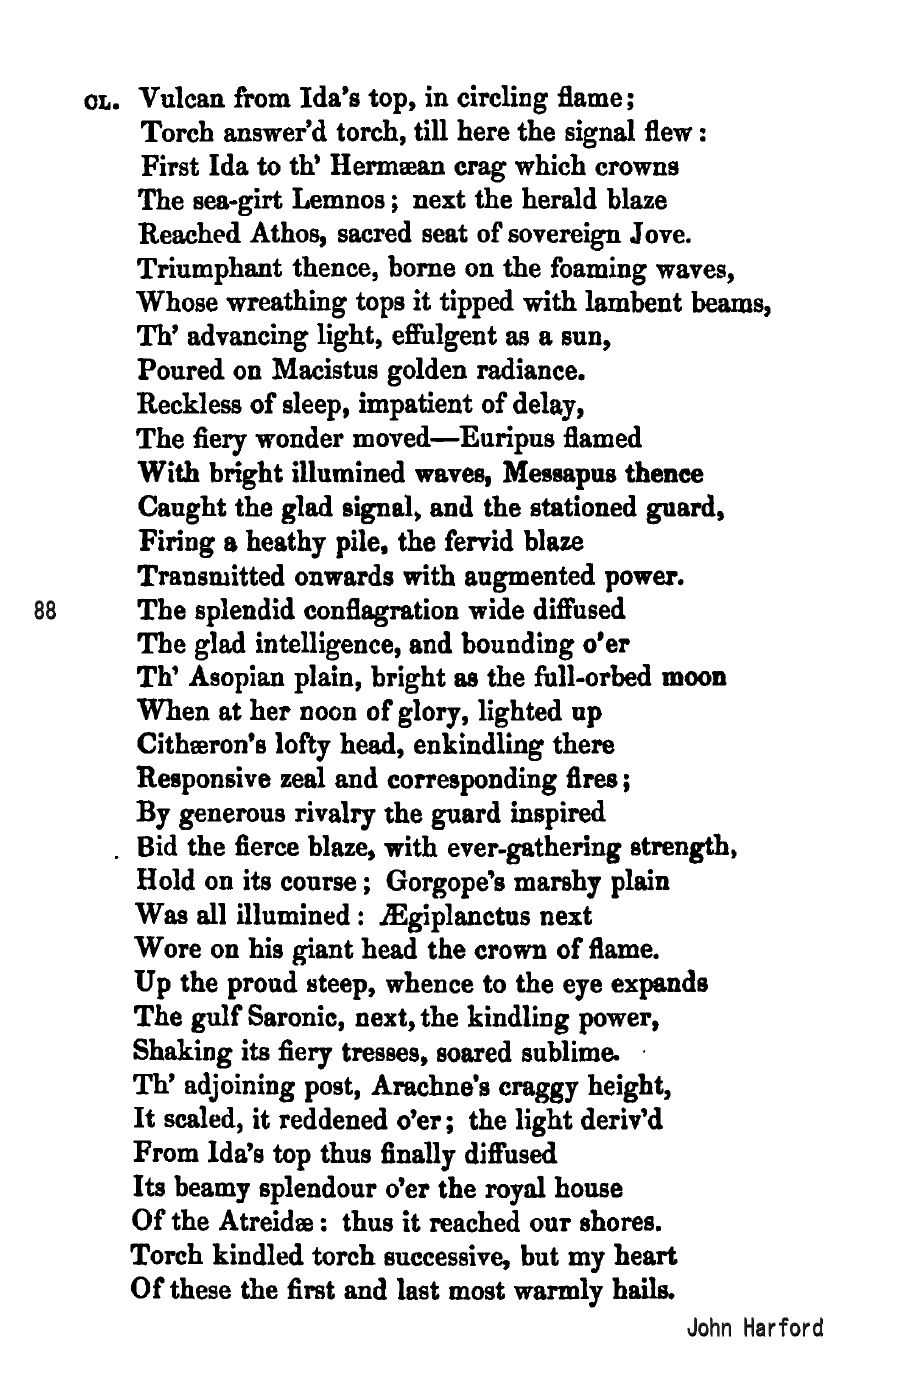 CL. Vulcan from Ida's top, in circling flame;
Torch answer'd torch, till here the signal flew :
First Ida to th' Hermæan crag which crowns
The sea-girt Lemnos; next the herald blaze
Reached Athos, sacred seat of sovereign Jove.
Triumphant thence, borne on the foaming waves,
Whose wreathing tops it tipped with lambent beams,
Th' advancing light, effulgent as a sun,
Poured on Macistus golden radiance.
Reckless of sleep, impatient of delay,
The fiery wonder moved—Euripus flamed
With bright illumined waves, Messapus thence
Caught the glad signal, and the stationed guard,
Firing a heathy pile, the fervid blaze
Transmitted onwards with augmented power.
88 The splendid conflagration wide diffused
The glad intelligence, and bounding o'er
Th' Asopian plain, bright as the full-orbed moon
When at her noon of glory, lighted up
Cithæron's lofty head, enkindling there
Responsive zeal and corresponding fires;
By generous rivalry the guard inspired
Bid the fierce blaze, with ever-gathering strength,
Hold on its course; Gorgope's marshy plain
Was all illumined : Ægiplanctus next
Wore on his giant head the crown of flame.
Up the proud steep, whence to the eye expands
The gulf Saronic, next, the kindling power,
Shaking its fiery tresses, soared sublime.
Th' adjoining post, Arachne's craggy height,
It scaled, it reddened o'er; the light deriv'd
From Ida's top thus finally diffused
Its beamy splendour o'er the royal house
Of the Atreidæ : thus it reached our shores.
Torch kindled torch successive, but my heart
Of these the first and last most warmly hails.
John Harford